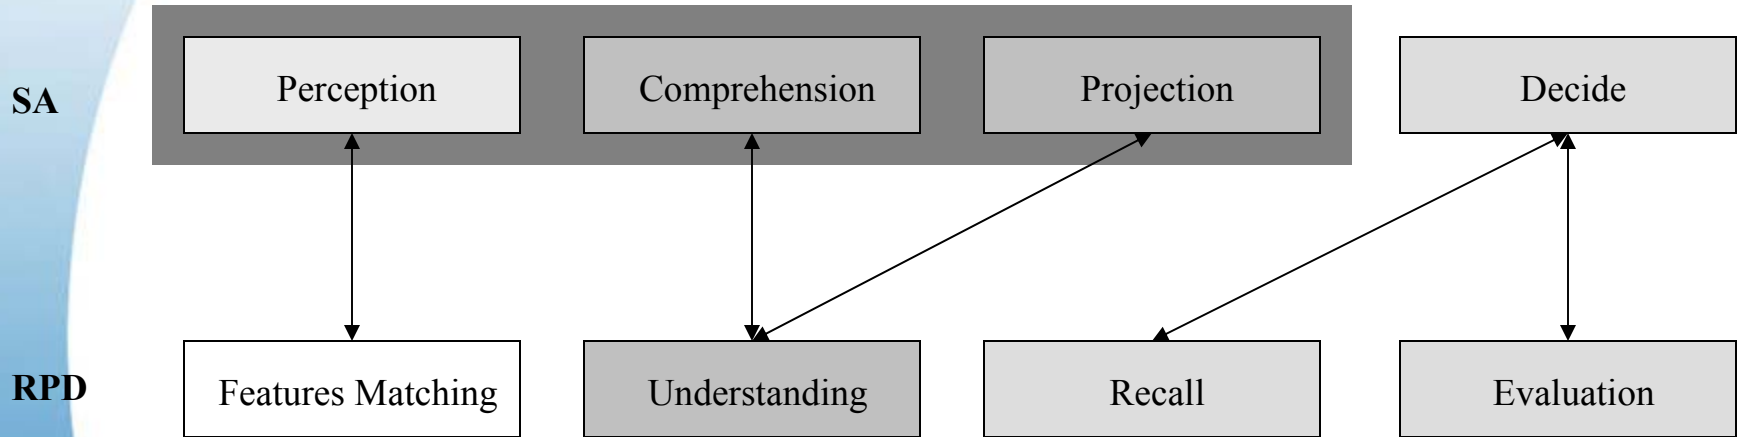 SA
Perception
Comprehension
Projection
Decide
RPD
Features Matching
Understanding
Recall
Evaluation